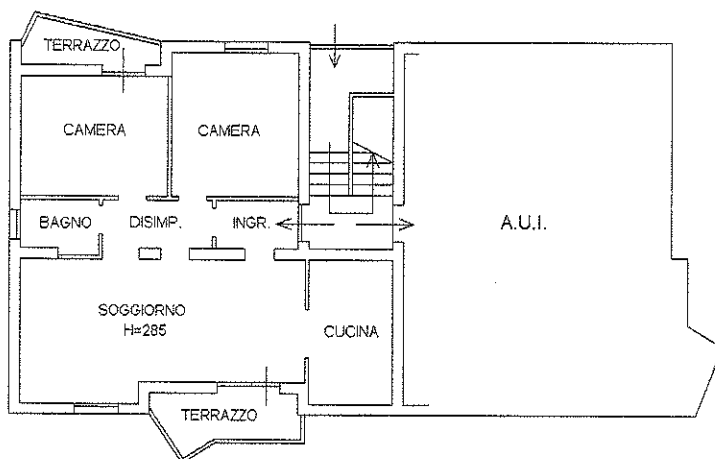 TERRAZZO
CAMERA
CAMERA
BAGNO
DISIMP.
INGR.
A.U.I.
SOGGIORNO
H=285
CUCINA
TERRAZZO